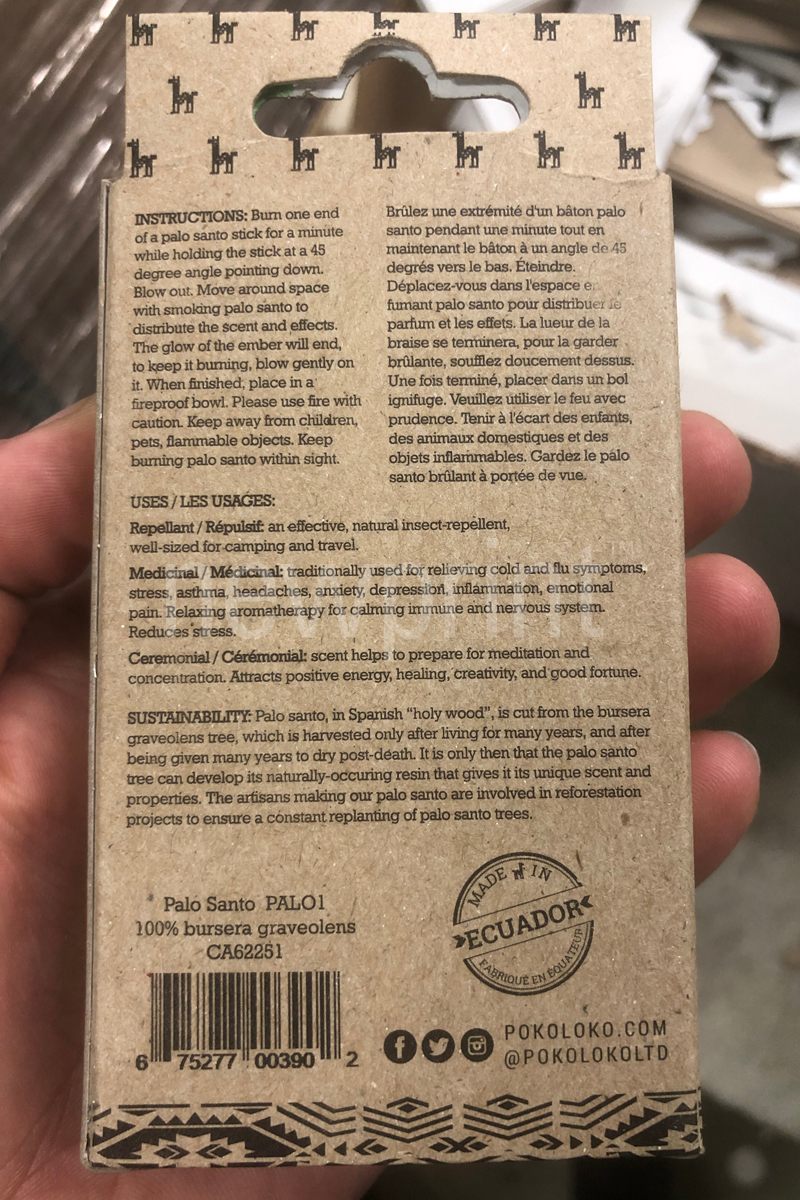 INSTRUCTIONS: Burn one end
of a palo santo stick for a minute
while holding the stick at a 45
degree angle pointing down.
Blow out. Move around space
with smoking palo santo to
distribute the scent and effects.
The glow of the ember will end,
to keep it burning, blow gently on
it. When finished, place in a
fireproof bowl. Please use fire with
caution. Keep away from children,
pets, flammable objects. Keep
burning palo santo within sight.
Brûlez une extrémité d'un bâton palo
santo pendant une minute tout en
maintenant le bâton à un angle de 45
degrés vers le bas. Éteindre.
Déplacez-vous dans l'espace e
fumant palo santo pour distribuer le
parfum et les effets. La lueur de la
braise se terminera, pour la garder
brûlante, soufflez doucement dessus.
Une fois terminé, placer dans un bol
ignifuge. Veuillez utiliser le feu avec
prudence. Tenir à l'écart des enfants,
des animaux domestiques et des
objets inflammables. Gardez le palo
santo brûlant à portée de vue.
USES / LES USAGES:
Repellant / Répulsif: an effective, natural insect-repellent,
well-sized for camping and travel.
Medicinal / Médicinal: traditionally used for relieving cold and flu symptoms,
stress, asthma, headaches, anxiety, depression, inflammation, emotional
pain. Relaxing aromatherapy for calming immune and nervous system.
Reduces stress.
Ceremonial / Cérémonial: scent helps to prepare for meditation and
concentration. Attracts positive energy, healing, creativity, and good fortune.
SUSTAINABILITY: Palo santo, in Spanish “holy wood”, is cut from the bursera
graveolens tree, which is harvested only after living for many years, and after
being given many years to dry post-death. It is only then that the palo santo
tree can develop its naturally-occuring resin that gives it its unique scent and
properties. The artisans making our palo santo are involved in reforestation
projects to ensure a constant replanting of palo santo trees.
Palo Santo PALO1
100% bursera graveolens
CA62251
6 75277 00390 2
MADE IN
ECUADOR
FABRIQUÉ EN ÉQUATEUR
POKOLOKO.COM
@POKOLOKOLTD